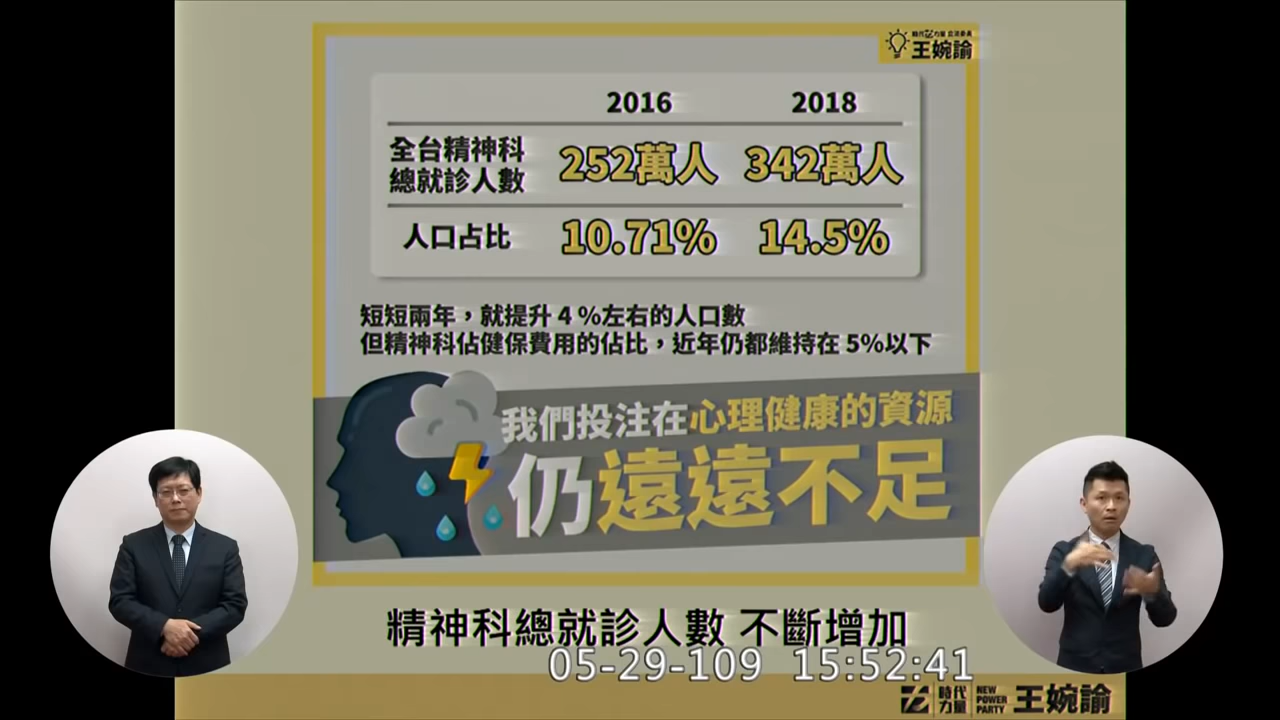 時代力量 立法委員
王婉諭
2016 2018
全台精神科
總就診人數
252萬人 342萬人
人口占比 10.71% 14.5%
短短兩年，就提升 4 %左右的人口數
但精神科佔健保費用的佔比，近年仍都維持在 5%以下
我們投注在心理健康的資源
仍遠遠不足
精神科總就診人數 不斷增加
05-29-109 15:52:41
時代
力量
NEW
POWER
PARTY
王婉諭